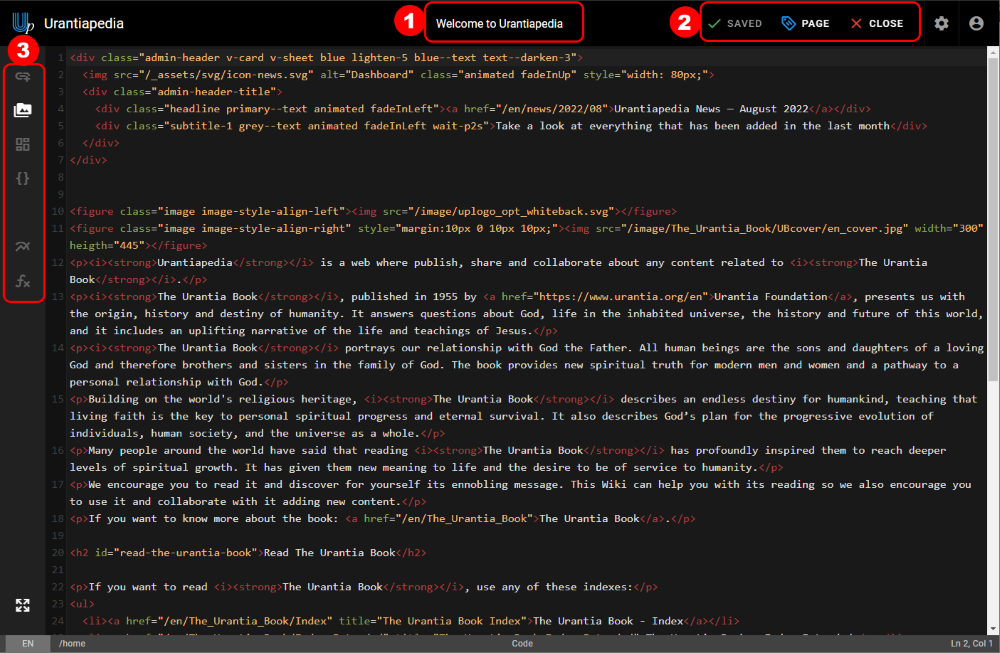 Up Urantiapedia
1
Welcome to Urantiapedia
2
SAVED PAGE CLOSE
3
1 <div class="admin-header v-card v-sheet blue lighten-5 blue--text text--darken-3">
2 <img src="/_assets/svg/icon-news.svg" alt="Dashboard" class="animated fadeInUp" style="width: 80px;">
3 <div class="admin-header-title">
4 <div class="headline primary--text animated fadeInLeft"><a href="/en/news/2022/08">Urantiapedia News — August 2022</a></div>
5 <div class="subtitle-1 grey--text animated fadeInLeft wait-p2s">Take a look at everything that has been added in the last month</div>
6 </div>
7 </div>
8
9
10 <figure class="image image-style-align-left"><img src="/image/uplogo_opt_whiteback.svg"></figure>
11 <figure class="image image-style-align-right" style="margin:10px 0 10px 10px;"><img src="/image/The_Urantia_Book/UBcover/en_cover.jpg" width="300"
heigth="445"></figure>
12 <p><i><strong>Urantiapedia</strong></i> is a web where publish, share and collaborate about any content related to <i><strong>The Urantia
Book</strong></i>.</p>
13 <p><i><strong>The Urantia Book</strong></i>, published in 1955 by <a href="https://www.urantia.org/en">Urantia Foundation</a>, presents us with
the origin, history and destiny of humanity. It answers questions about God, life in the inhabited universe, the history and future of this world,
and it includes an uplifting narrative of the life and teachings of Jesus.</p>
14 <p><i><strong>The Urantia Book</strong></i> portrays our relationship with God the Father. All human beings are the sons and daughters of a loving
God and therefore brothers and sisters in the family of God. The book provides new spiritual truth for modern men and women and a pathway to a
personal relationship with God.</p>
15 <p>Building on the world's religious heritage, <i><strong>The Urantia Book</strong></i> describes an endless destiny for humankind, teaching that
living faith is the key to personal spiritual progress and eternal survival. It also describes God's plan for the progressive evolution of
individuals, human society, and the universe as a whole.</p>
16 <p>Many people around the world have said that reading <i><strong>The Urantia Book</strong></i> has profoundly inspired them to reach deeper
levels of spiritual growth. It has given them new meaning to life and the desire to be of service to humanity.</p>
17 <p>We encourage you to read it and discover for yourself its ennobling message. This Wiki can help you with its reading so we also encourage you
to use it and collaborate with it adding new content.</p>
18 <p>If you want to know more about the book: <a href="/en/The_Urantia_Book">The Urantia Book</a>.</p>
19
20 <h2 id="read-the-urantia-book">Read The Urantia Book</h2>
21
22 <p>If you want to read <i><strong>The Urantia Book</strong></i>, use any of these indexes:</p>
23 <ul>
24 <li><a href="/en/The_Urantia_Book/Index" title="The Urantia Book Index">The Urantia Book - Index</a></li>
EN /home Code Ln 2, Col 1